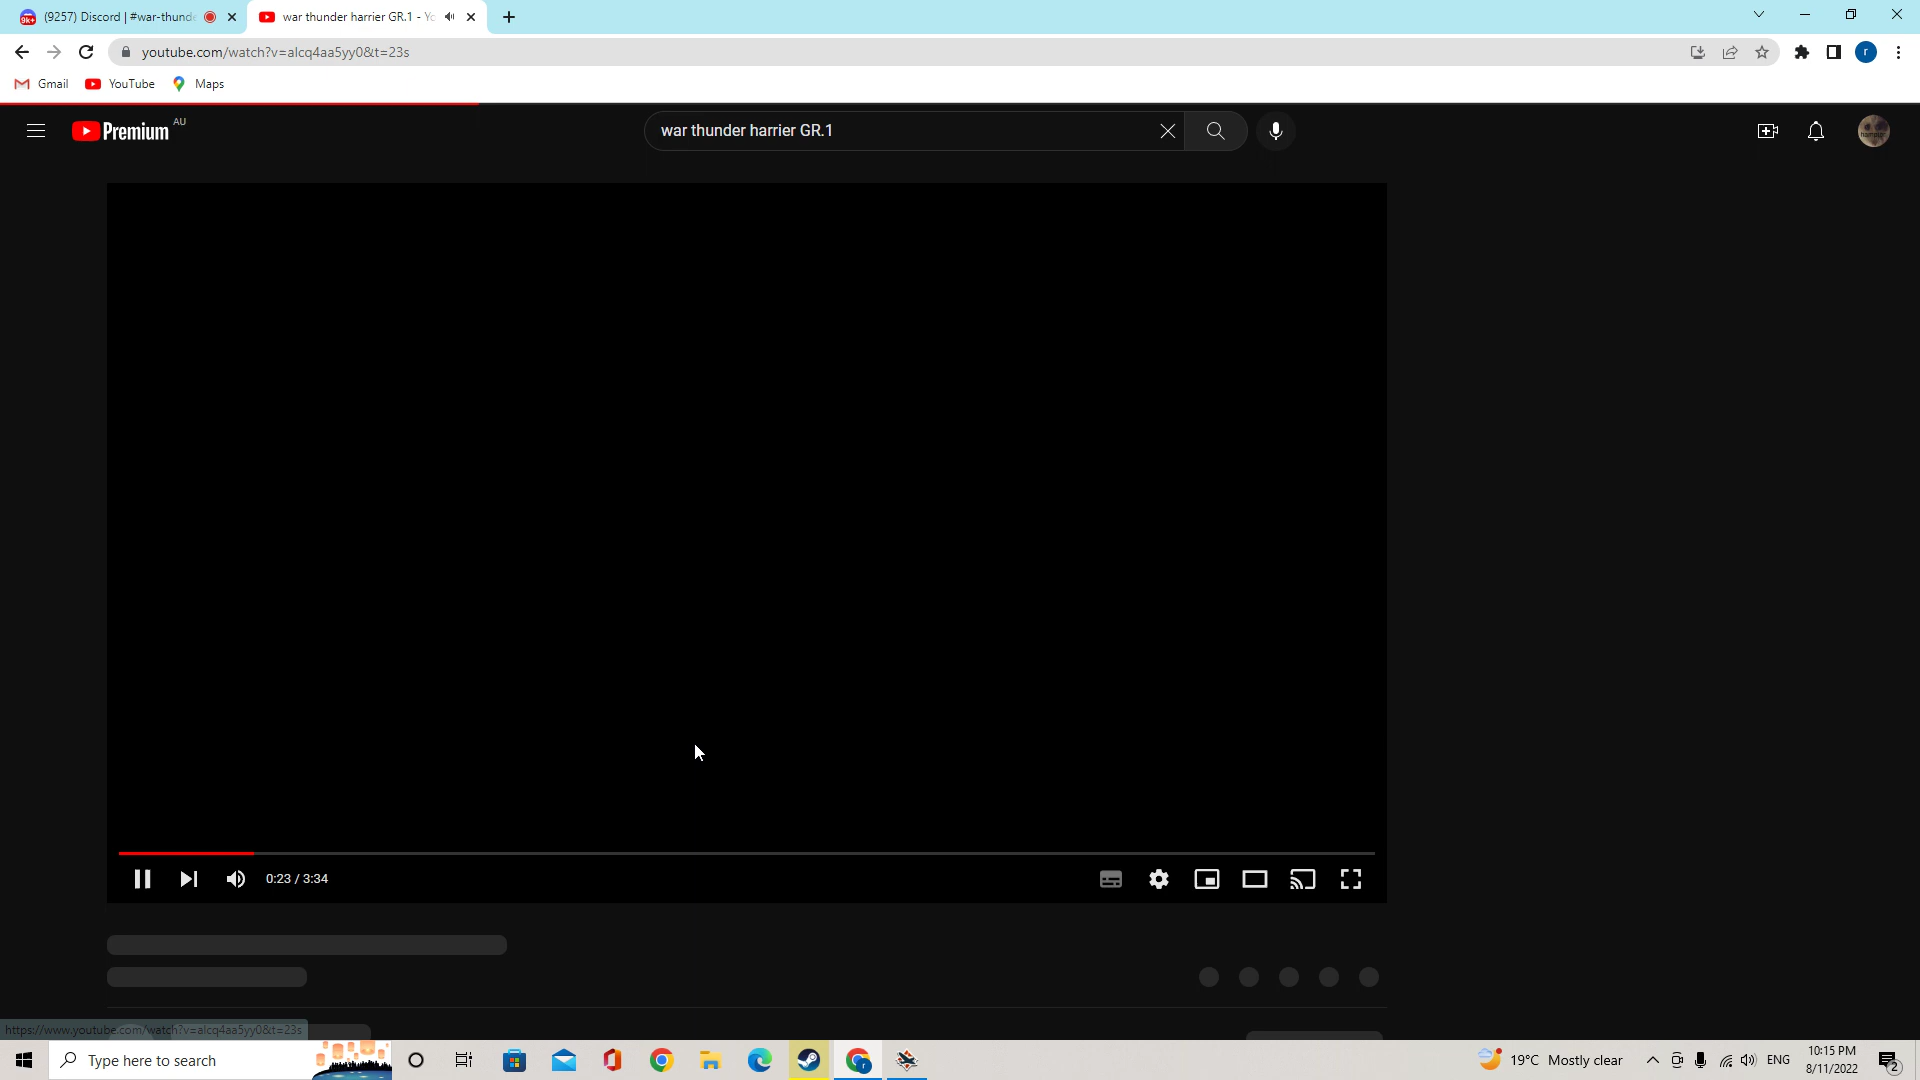 (9257) Discord | #war-thund
war thunder harrier GR.1 - Yo
youtube.com/watch?v=alcq4aa5yy0&t=23s
r
Gmail
YouTube
Maps
Premium
AU
war thunder harrier GR.1
0:23 / 3:34
https://www.youtube.com/watch?v=alcq4aa5yy0&t=23s
Type here to search
19°C Mostly clear
ENG
10:15 PM
8/11/2022
2